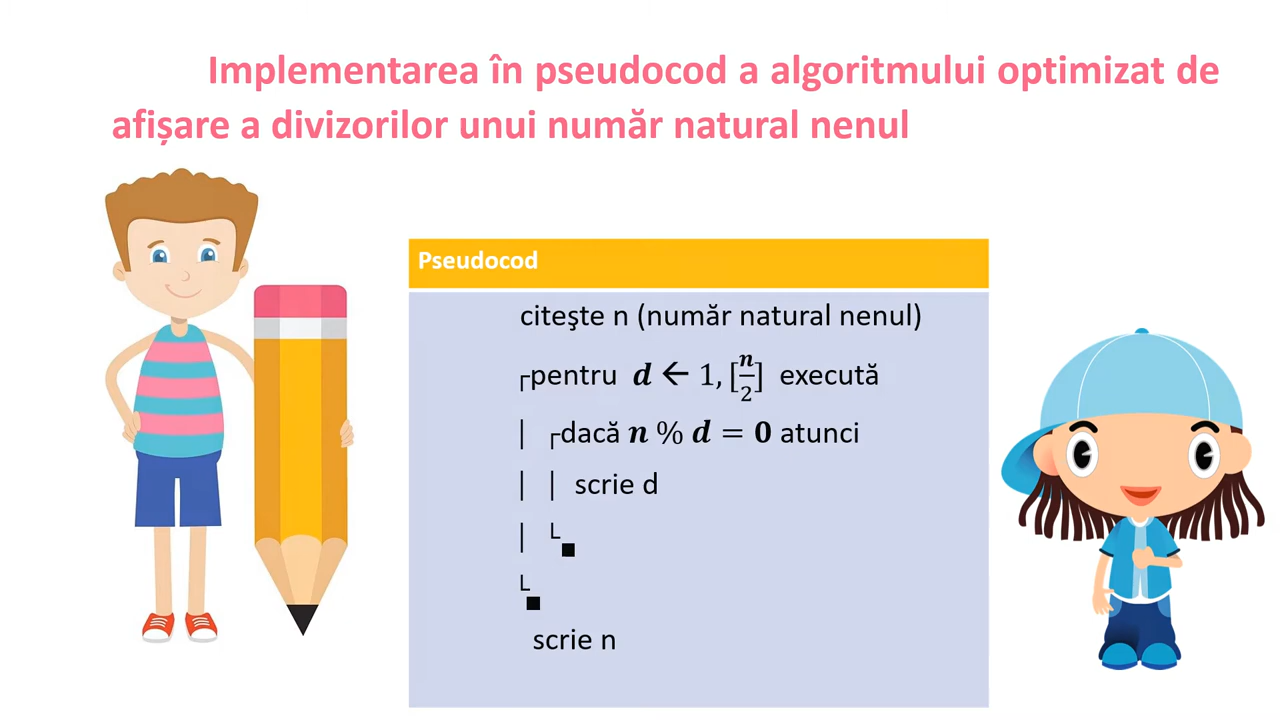 Implementarea în pseudocod a algoritmului optimizat de
afișare a divizorilor unui număr natural nenul
Pseudocod
citeşte n (număr natural nenul)
┌pentru d ← 1, [n/2] execută
│ ┌dacă n % d = 0 atunci
│ │ scrie d
│ └■
└■
scrie n